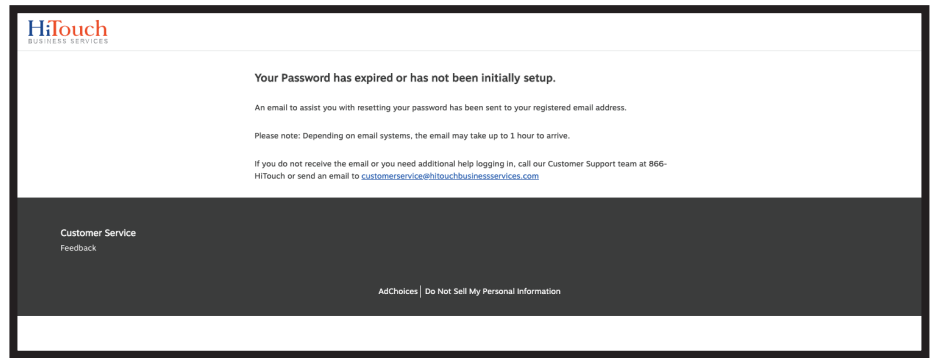 HiTouch
BUSINESS SERVICES
Your Password has expired or has not been initially setup.
An email to assist you with resetting your password has been sent to your registered email address.
Please note: Depending on email systems, the email may take up to 1 hour to arrive.
If you do not receive the email or you need additional help logging in, call our Customer Support team at 866-
HiTouch or send an email to customerservice@hitouchbusinessservices.com
Customer Service
Feedback
AdChoices | Do Not Sell My Personal Information